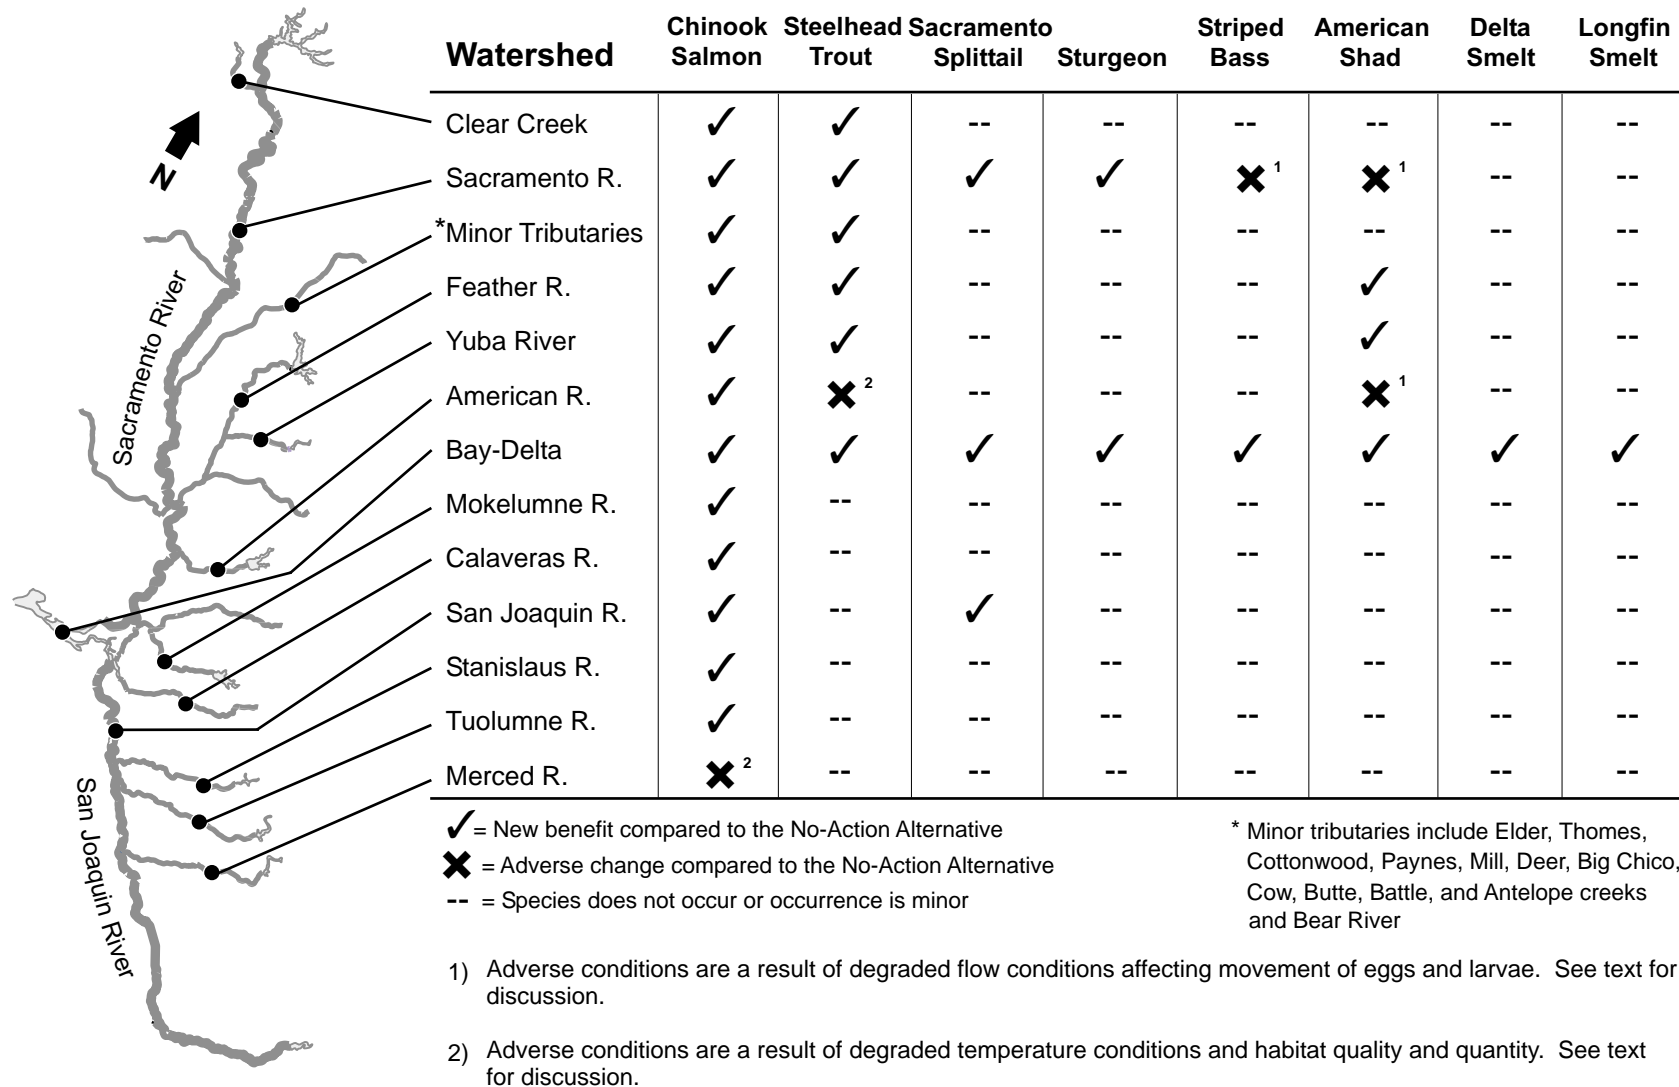 Watershed Chinook Salmon Steelhead Trout Sacramento Splittail Sturgeon Striped Bass American Shad Delta Smelt Longfin Smelt
Clear Creek ✓ ✓ -- -- -- -- -- --
Sacramento R. ✓ ✓ ✓ ✓ ✖ 1 ✖ 1 -- --
*Minor Tributaries ✓ ✓ -- -- -- -- -- --
Feather R. ✓ ✓ -- -- -- ✓ -- --
Yuba River ✓ ✓ -- -- -- ✓ -- --
American R. ✓ ✖ 2 -- -- -- ✖ 1 -- --
Bay-Delta ✓ ✓ ✓ ✓ ✓ ✓ ✓ ✓
Mokelumne R. ✓ -- -- -- -- -- -- --
Calaveras R. ✓ -- -- -- -- -- -- --
San Joaquin R. ✓ -- ✓ -- -- -- -- --
Stanislaus R. ✓ -- -- -- -- -- -- --
Tuolumne R. ✓ -- -- -- -- -- -- --
Merced R. ✖ 2 -- -- -- -- -- -- --
N
Sacramento River
San Joaquin River
✓ = New benefit compared to the No-Action Alternative
✖ = Adverse change compared to the No-Action Alternative
-- = Species does not occur or occurrence is minor
* Minor tributaries include Elder, Thomes,
Cottonwood, Paynes, Mill, Deer, Big Chico,
Cow, Butte, Battle, and Antelope creeks
and Bear River
1) Adverse conditions are a result of degraded flow conditions affecting movement of eggs and larvae. See text for
discussion.
2) Adverse conditions are a result of degraded temperature conditions and habitat quality and quantity. See text
for discussion.